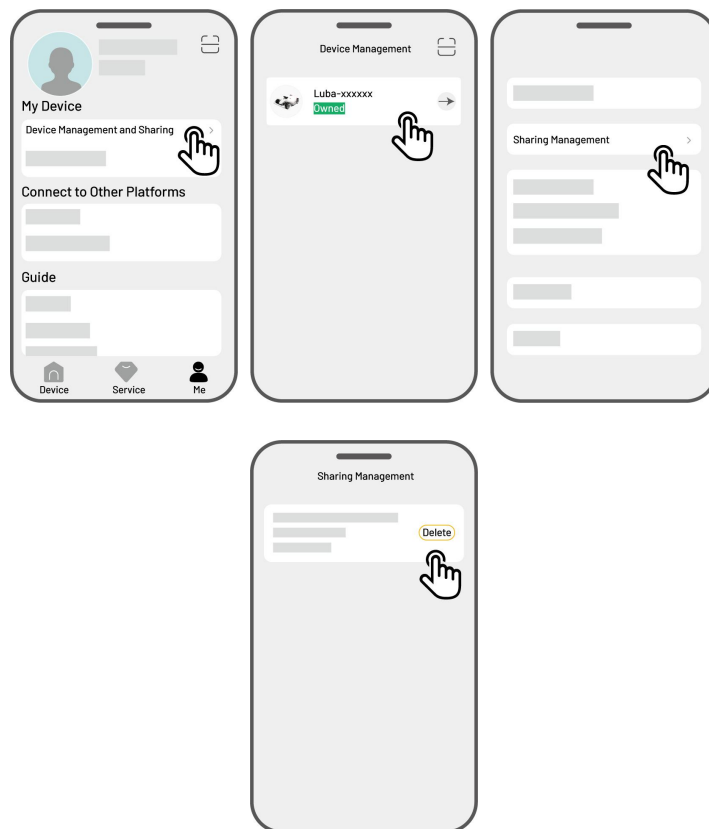 My Device
Device Management and Sharing
Connect to Other Platforms
Guide
Device
Service
Me
Device Management
Luba-xxxxxx
Owned
Sharing Management
Sharing Management
Delete